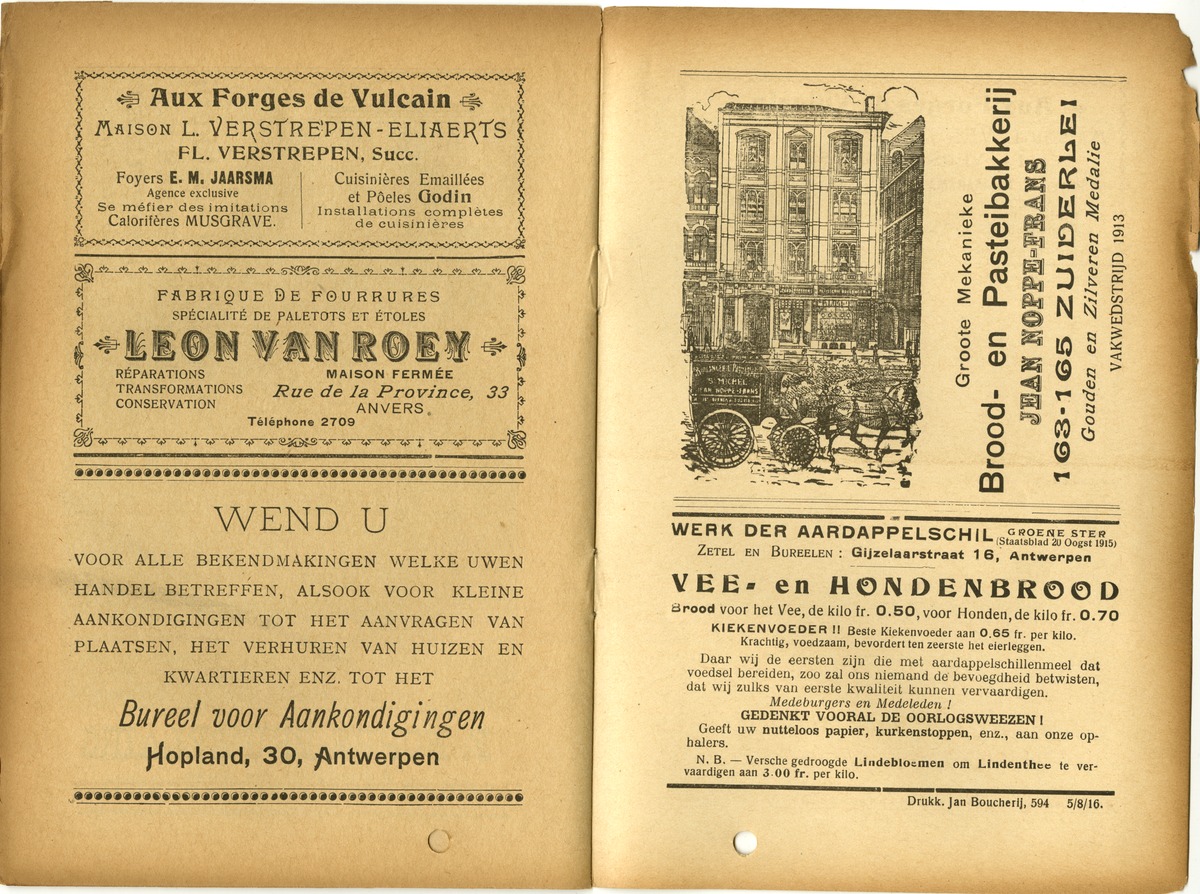 Aux Forges de Vulcain
MAISON L. VERSTREPEN-ELIAERTS
FL. VERSTREPEN, Succ.
Foyers E. M. JAARSMA
Agence exclusive
Se méfier des imitations
Calorifères MUSGRAVE.
Cuisinières Emaillées
et Pôeles Godin
Installations complètes
de cuisinières
FABRIQUE DE FOURRURES
SPÉCIALITÉ DE PALETOTS ET ÉTOLES
LEON VAN ROEY
RÉPARATIONS
TRANSFORMATIONS
CONSERVATION
MAISON FERMÉE
Rue de la Province, 33
ANVERS.
Téléphone 2709
WEND U
VOOR ALLE BEKENDMAKINGEN WELKE UWEN
HANDEL BETREFFEN, ALSOOK VOOR KLEINE
AANKONDIGINGEN TOT HET AANVRAGEN VAN
PLAATSEN, HET VERHUREN VAN HUIZEN EN
KWARTIEREN ENZ. TOT HET
Bureel voor Aankondigingen
Hopland, 30, Antwerpen
Groote Mekanieke
Brood- en Pasteibakkerij
JEAN NOPPE-FRANS
163-165 ZUIDERLEI
Gouden en Zilveren Medalie
VAKWEDSTRIJD 1913
St MICHEL
JEAN NOPPE-FRANS
WERK DER AARDAPPELSCHIL GROENE STER
(Staatsblad 20 Oogst 1915)
ZETEL EN BUREELEN : Gijzelaarstraat 16, Antwerpen
VEE- en HONDENBROOD
Brood voor het Vee, de kilo fr. 0.50, voor Honden, de kilo fr. 0.70
KIEKENVOEDER !! Beste Kiekenvoeder aan 0.65 fr. per kilo.
Krachtig, voedzaam, bevordert ten zeerste het eierleggen.
Daar wij de eersten zijn die met aardappelschillenmeel dat
voedsel bereiden, zoo zal ons niemand de bevoegdheid betwisten,
dat wij zulks van eerste kwaliteit kunnen vervaardigen.
Medeburgers en Medeleden !
GEDENKT VOORAL DE OORLOGSWEEZEN !
Geeft uw nutteloos papier, kurkenstoppen, enz., aan onze op-
halers.
N. B. — Versche gedroogde Lindebloemen om Lindenthee te ver-
vaardigen aan 3.00 fr. per kilo.
Drukk. Jan Boucherij, 594 5/8/16.